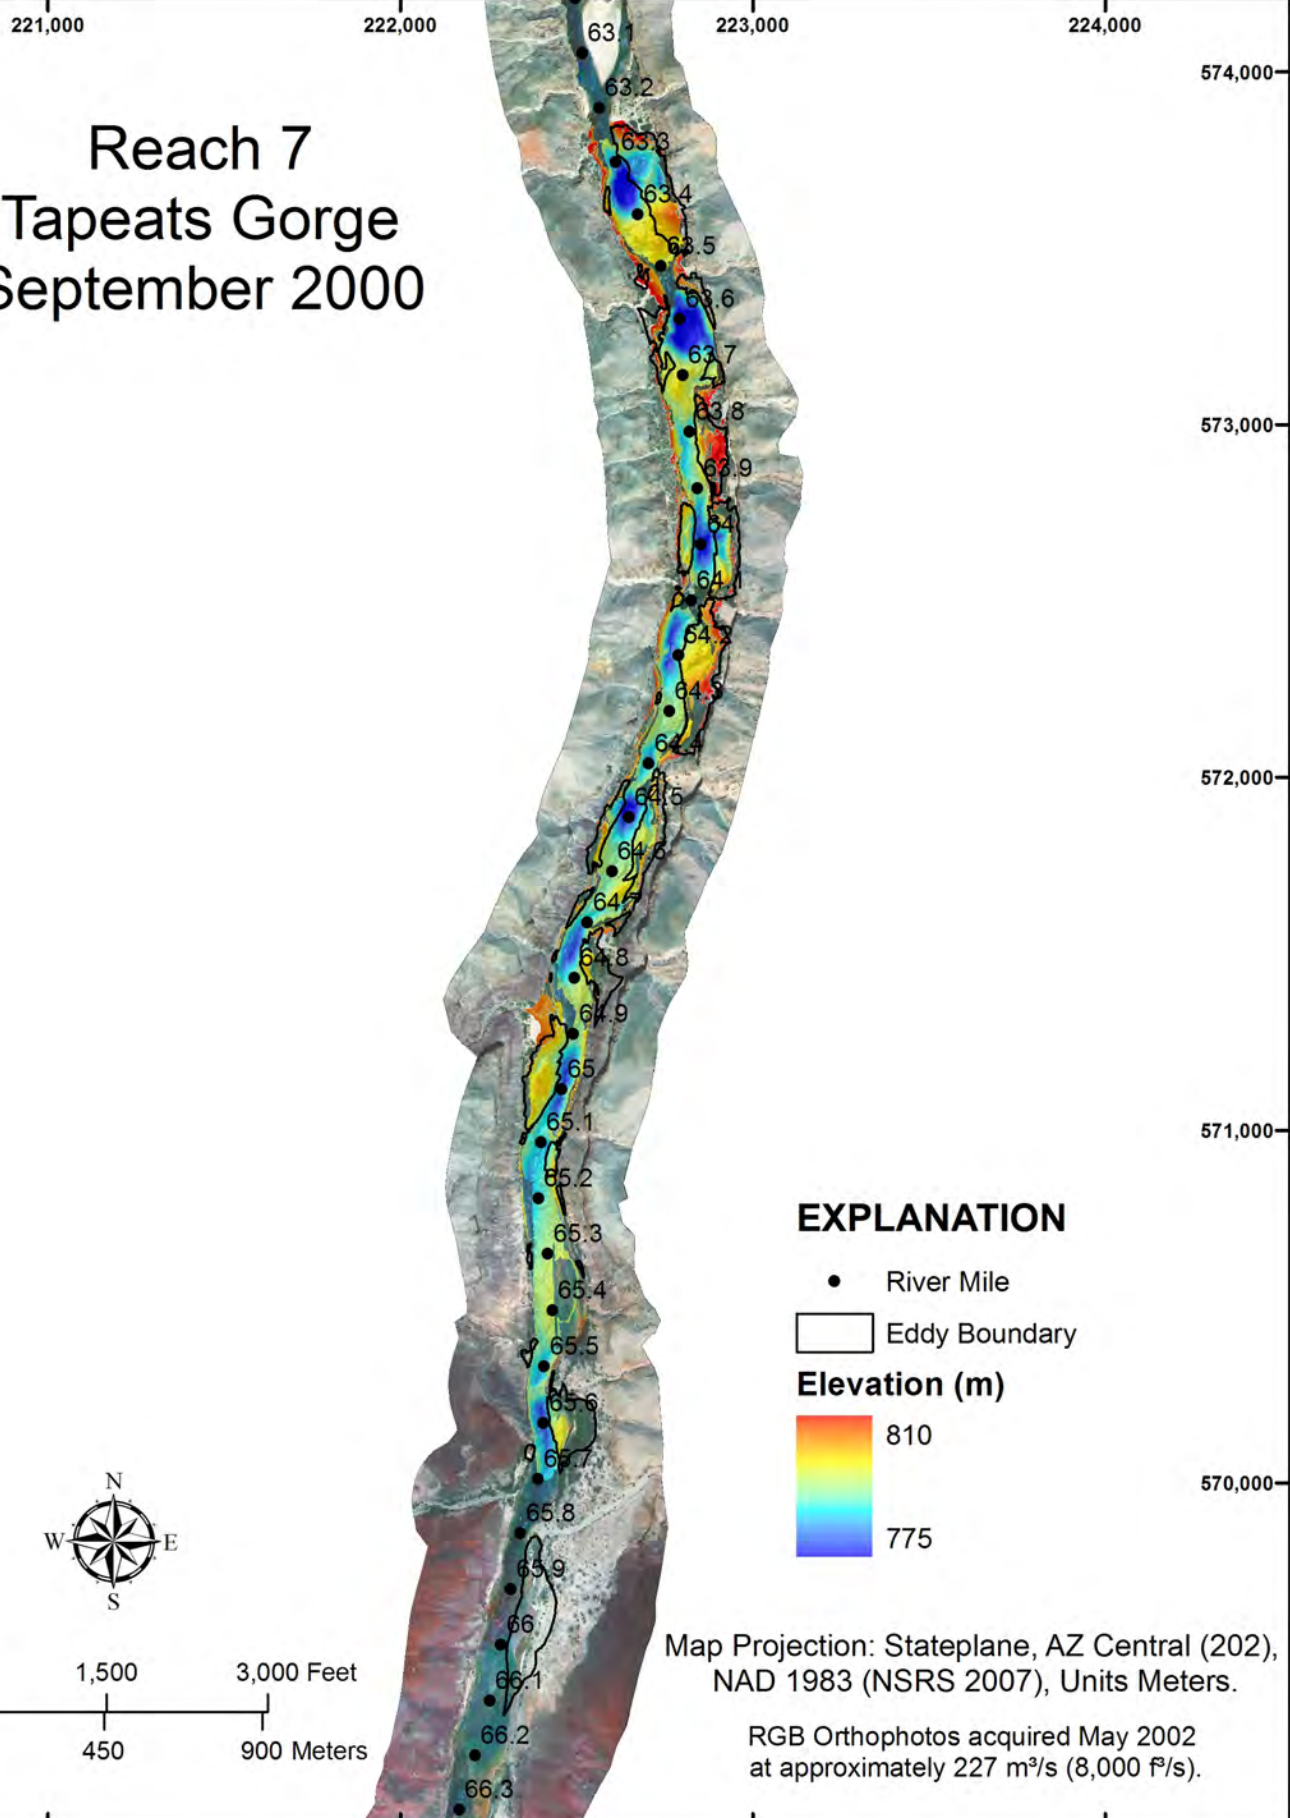 221,000
222,000
223,000
224,000
574,000
573,000
572,000
571,000
570,000
Reach 7
Tapeats Gorge
September 2000
63.1
63.2
63.3
63.4
63.5
63.6
63.7
63.8
63.9
64
64.1
64.2
64.3
64.4
64.5
64.6
64.7
64.8
64.9
65
65.1
65.2
65.3
65.4
65.5
65.6
65.7
65.8
65.9
66
66.1
66.2
66.3
EXPLANATION
River Mile
Eddy Boundary
Elevation (m)
810
775
N
W E
S
1,500 3,000 Feet
450 900 Meters
Map Projection: Stateplane, AZ Central (202),
NAD 1983 (NSRS 2007), Units Meters.
RGB Orthophotos acquired May 2002
at approximately 227 m³/s (8,000 f³/s).